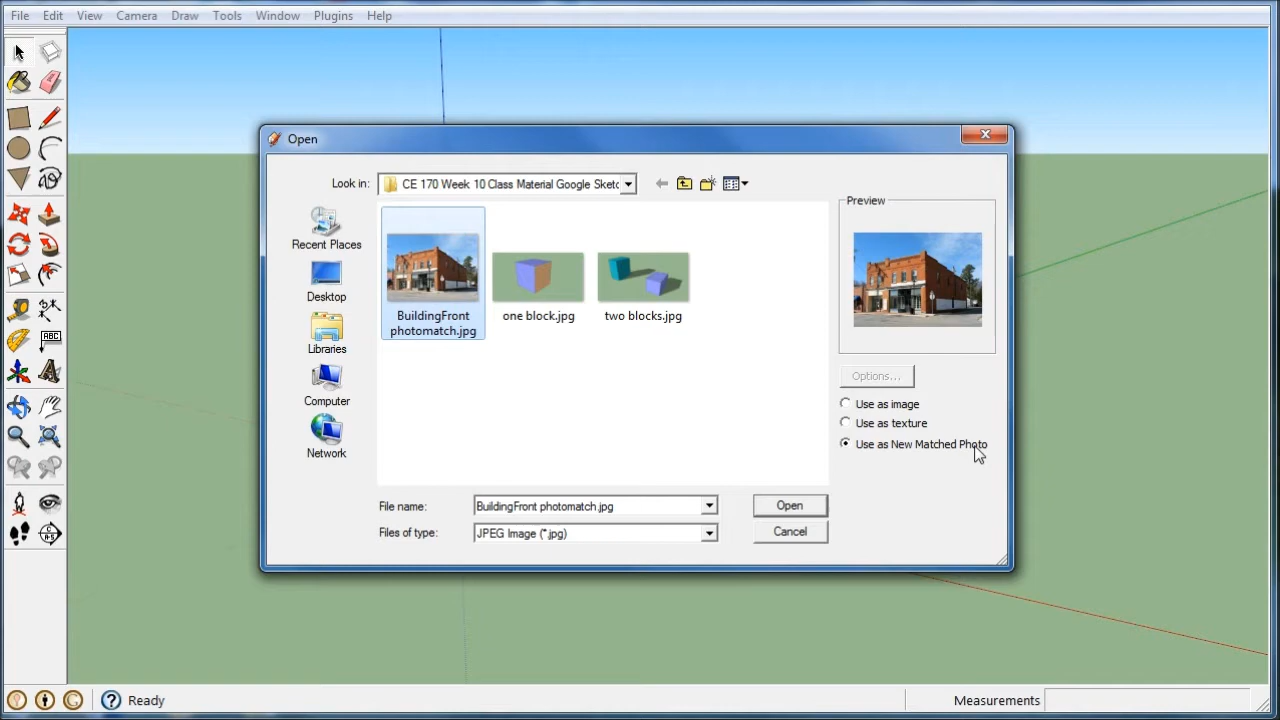 File Edit View Camera Draw Tools Window Plugins Help
Open
Look in: CE 170 Week 10 Class Material Google Sketc
Preview
Recent Places
Desktop
Libraries
Computer
Network
BuildingFront
photomatch.jpg
one block.jpg
two blocks.jpg
Options...
Use as image
Use as texture
Use as New Matched Photo
File name: BuildingFront photomatch.jpg Open
Files of type: JPEG Image (*.jpg) Cancel
ABC
A
Ready
Measurements